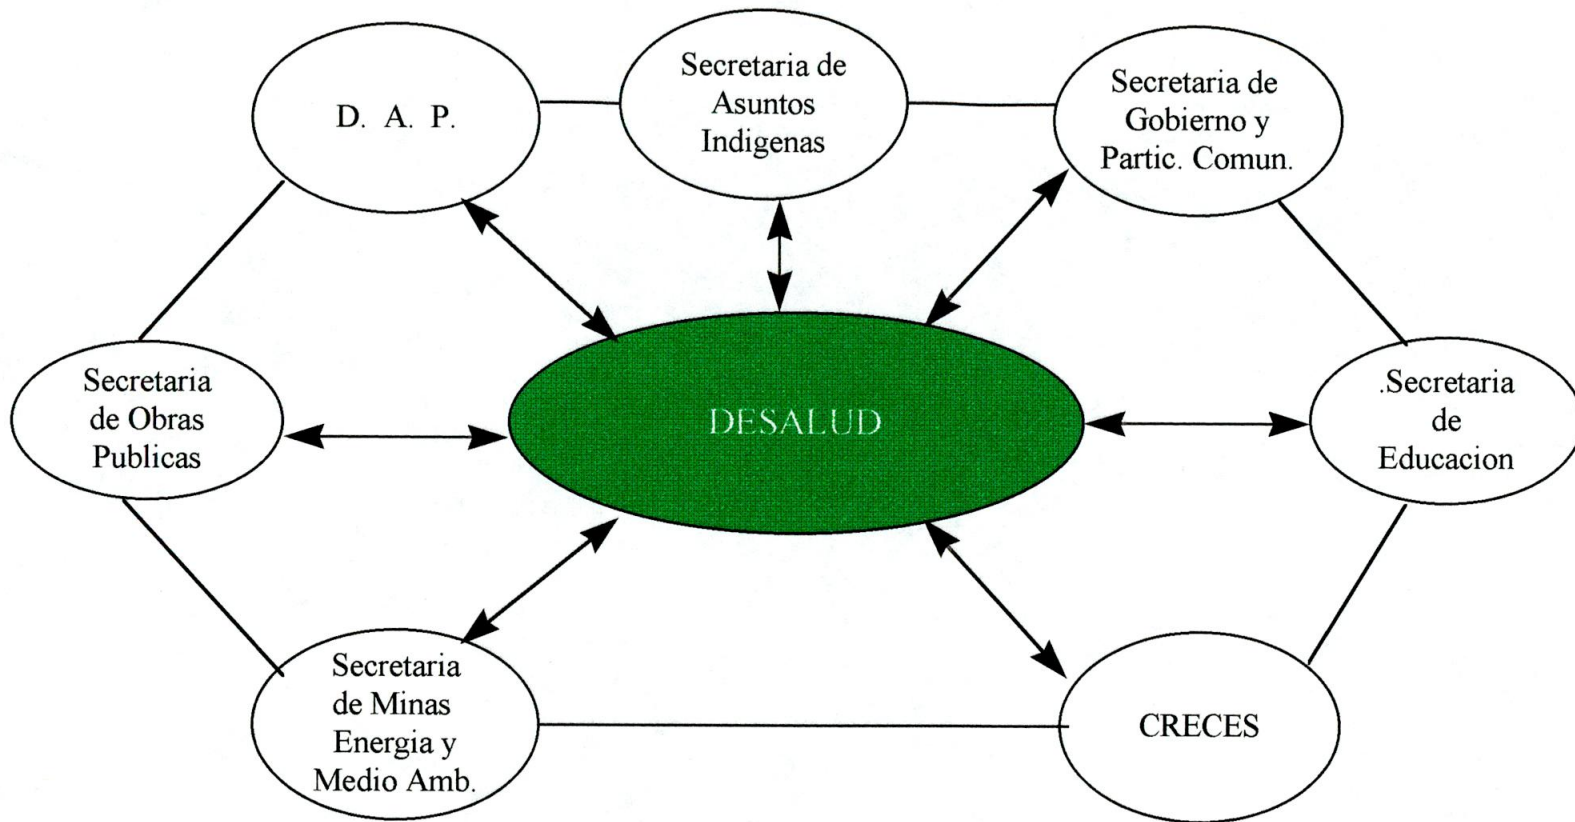 D. A. P.
Secretaria de
Asuntos
Indigenas
Secretaria de
Gobierno y
Partic. Comun.
Secretaria
de Obras
Publicas
DESALUD
.Secretaria
de
Educacion
Secretaria
de Minas
Energia y
Medio Amb.
CRECES